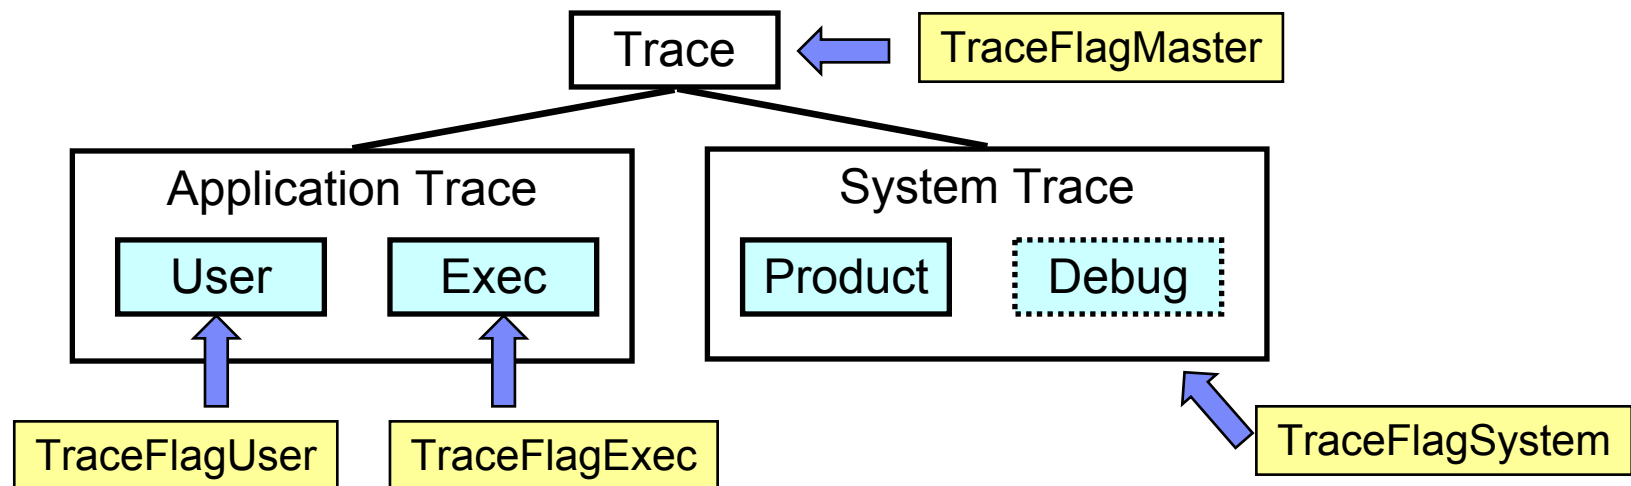 Trace
TraceFlagMaster
Application Trace
System Trace
User
Exec
Product
Debug
TraceFlagUser
TraceFlagExec
TraceFlagSystem